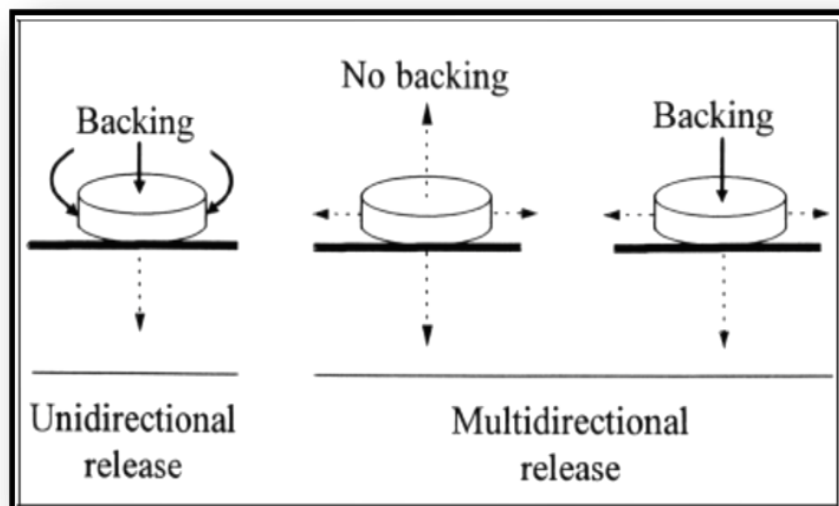 No backing
Backing
Backing
Unidirectional
release
Multidirectional
release